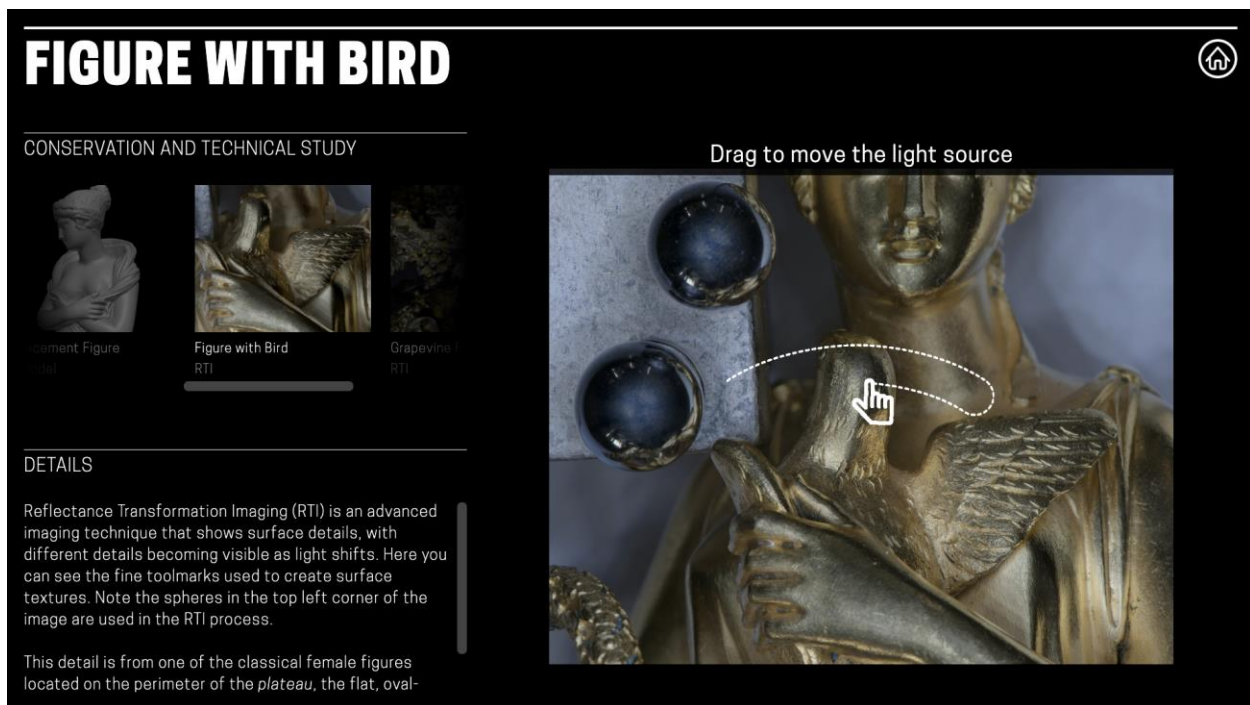 FIGURE WITH BIRD
CONSERVATION AND TECHNICAL STUDY
Drag to move the light source
Figure
Figure with Bird
RTI
RTI
DETAILS
Reflectance Transformation Imaging (RTI) is an advanced
imaging technique that shows surface details, with
different details becoming visible as light shifts. Here you
can see the fine toolmarks used to create surface
textures. Note the spheres in the top left corner of the
image are used in the RTI process.
This detail is from one of the classical female figures
located on the perimeter of the plateau, the flat, oval-